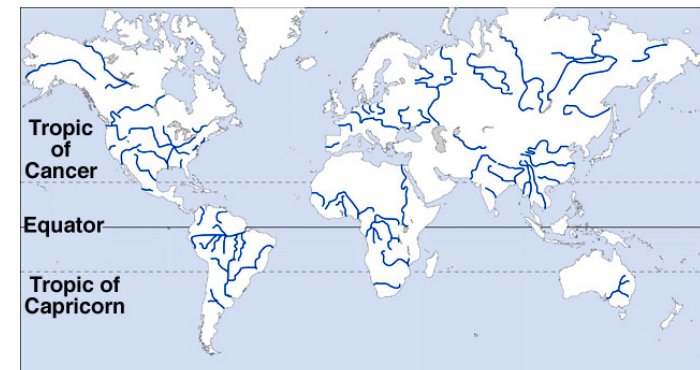 Tropic
of
Cancer
Equator
Tropic of
Capricorn